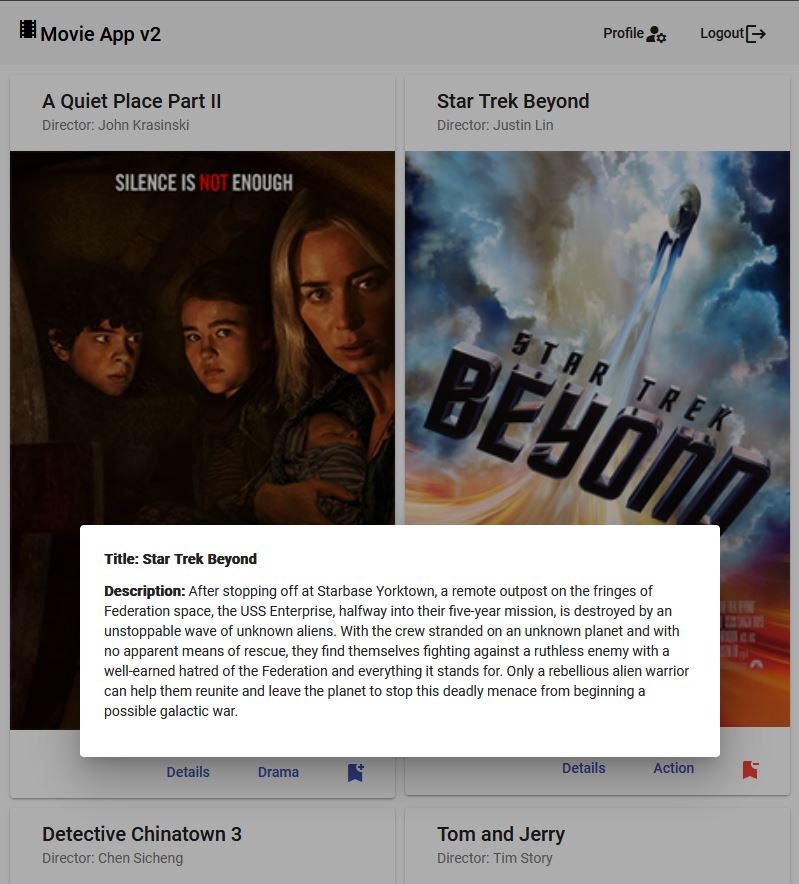 Movie App v2
Profile
Logout
A Quiet Place Part II
Director: John Krasinski
SILENCE IS NOT ENOUGH
Star Trek Beyond
Director: Justin Lin
STAR TREK
BEYOND
Title: Star Trek Beyond
Description: After stopping off at Starbase Yorktown, a remote outpost on the fringes of
Federation space, the USS Enterprise, halfway into their five-year mission, is destroyed by an
unstoppable wave of unknown aliens. With the crew stranded on an unknown planet and with
no apparent means of rescue, they find themselves fighting against a ruthless enemy with a
well-earned hatred of the Federation and everything it stands for. Only a rebellious alien warrior
can help them reunite and leave the planet to stop this deadly menace from beginning a
possible galactic war.
Details
Drama
Details
Action
Detective Chinatown 3
Director: Chen Sicheng
Tom and Jerry
Director: Tim Story